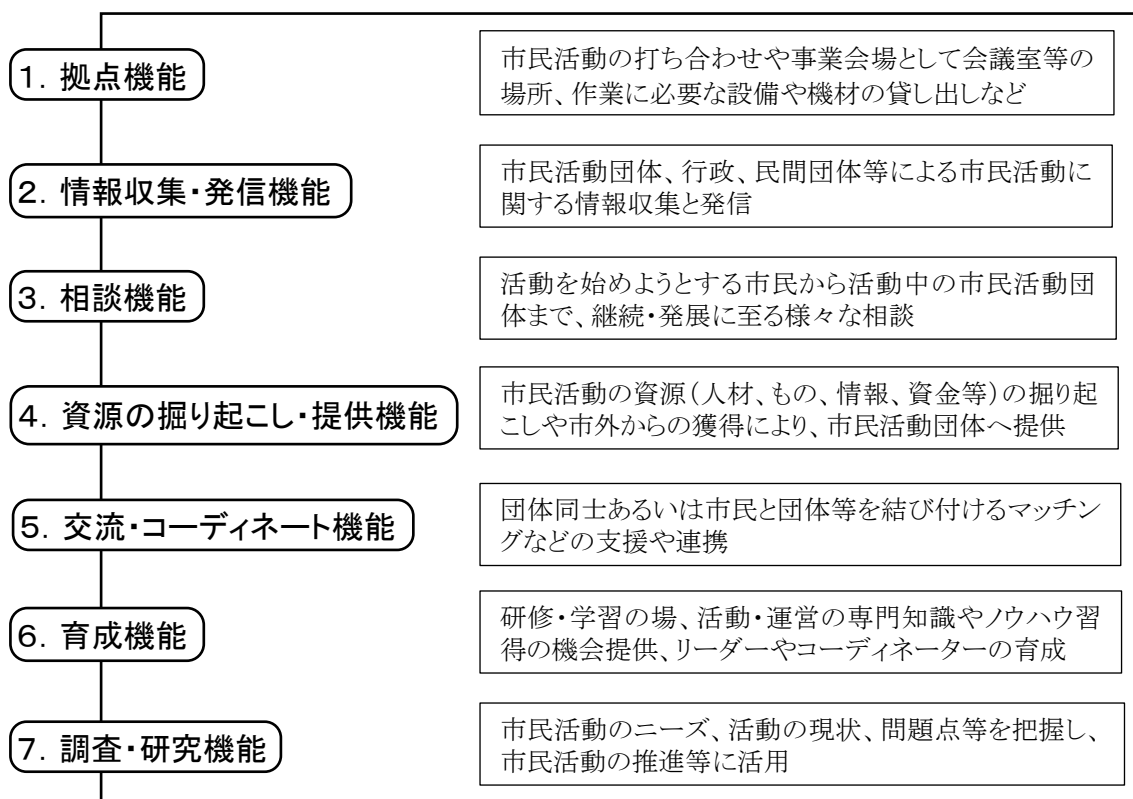 1. 拠点機能
市民活動の打ち合わせや事業会場として会議室等の
場所、作業に必要な設備や機材の貸し出しなど
2. 情報収集・発信機能
市民活動団体、行政、民間団体等による市民活動に
関する情報収集と発信
3. 相談機能
活動を始めようとする市民から活動中の市民活動団
体まで、継続・発展に至る様々な相談
4. 資源の掘り起こし・提供機能
市民活動の資源(人材、もの、情報、資金等)の掘り起
こしや市外からの獲得により、市民活動団体へ提供
5. 交流・コーディネート機能
団体同士あるいは市民と団体等を結び付けるマッチン
グなどの支援や連携
6. 育成機能
研修・学習の場、活動・運営の専門知識やノウハウ習
得の機会提供、リーダーやコーディネーターの育成
7. 調査・研究機能
市民活動のニーズ、活動の現状、問題点等を把握し、
市民活動の推進等に活用